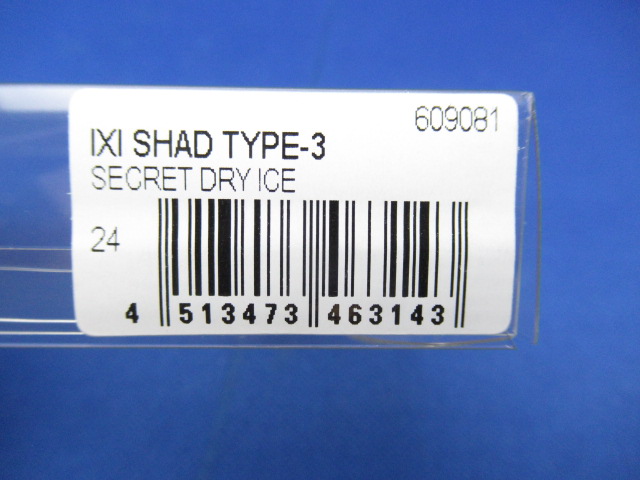 609081
IXI SHAD TYPE-3
SECRET DRY ICE
24
4 513473 463143